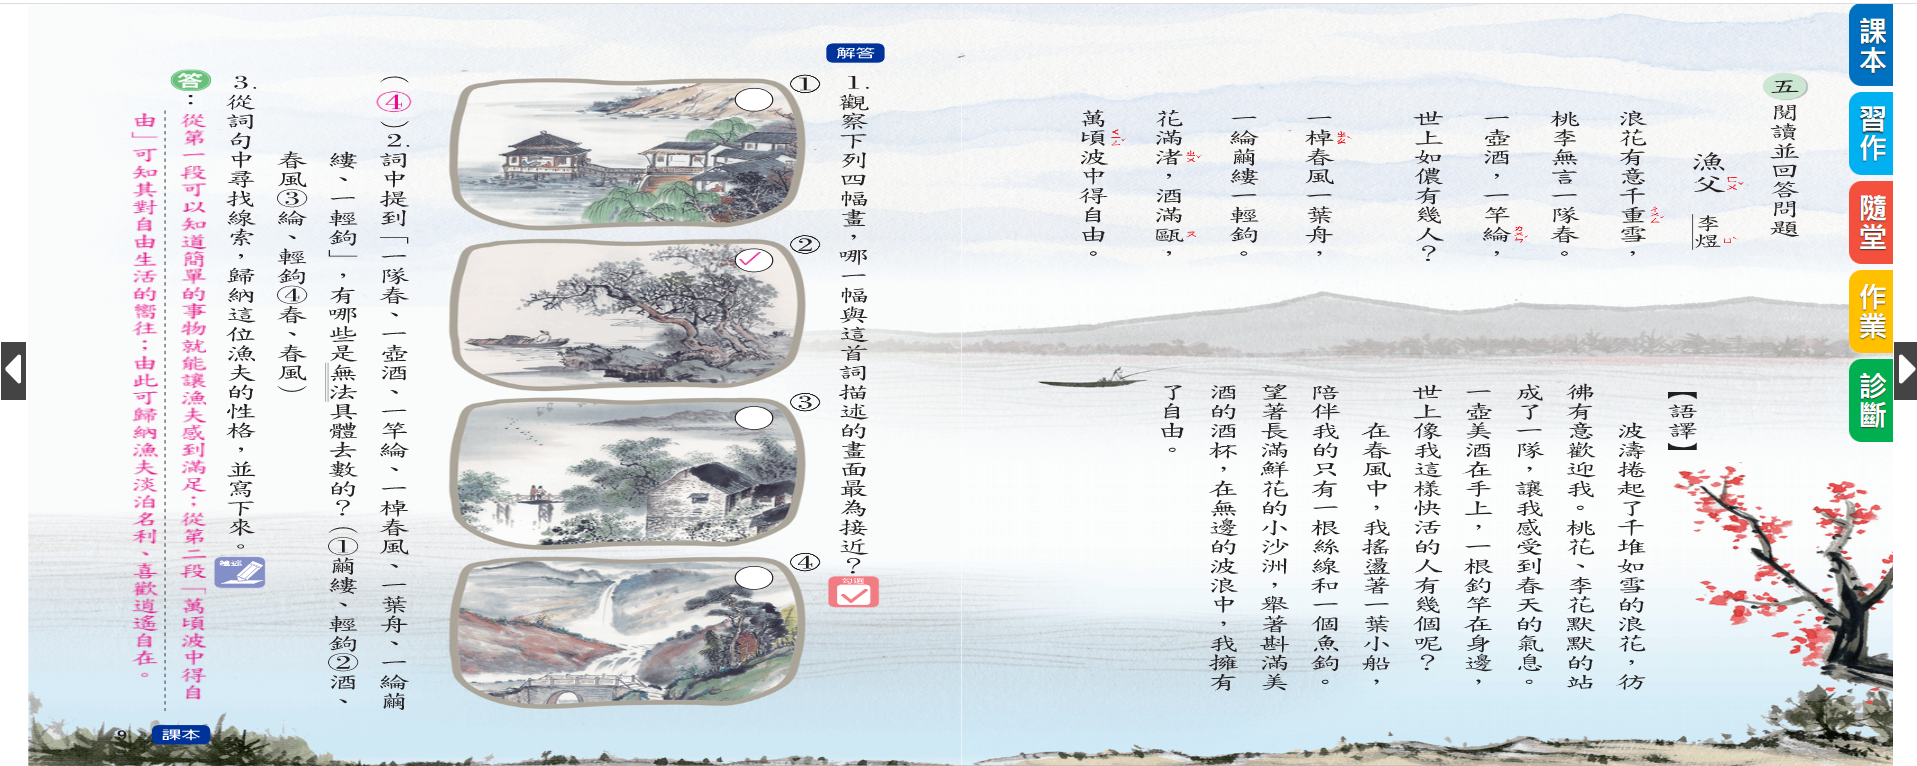 課本
習作
隨堂
作業
診斷
五 閱讀並回答問題
漁父 李煜
ㄈㄨˇ
ㄩˋ
浪花有意千重雪，
ㄔㄨㄥˊ
桃李無言一隊春。
一壺酒，一竿綸，
ㄌㄨㄣˊ
世上如儂有幾人？
一棹春風一葉舟，
ㄓㄠˋ
一綸繭縷一輕鉤。
花滿渚，酒滿甌，
ㄓㄨˇ
ㄡ
萬頃波中得自由。
ㄑㄧㄥˇ
【語譯】
波濤捲起了千堆如雪的浪花，彷
彿有意歡迎我。桃花、李花默默的站
成了一隊，讓我感受到春天的氣息。
一壺美酒在手上，一根釣竿在身邊，
世上像我這樣快活的人有幾個呢？
在春風中，我搖盪著一葉小船，
陪伴我的只有一根絲線和一個魚鉤。
望著長滿鮮花的小沙洲，舉著斟滿美
酒的酒杯，在無邊的波浪中，我擁有
了自由。
解答
1.觀察下列四幅畫，哪一幅與這首詞描述的畫面最為接近？
勾選
①
②
③
④
（④）2.詞中提到「一隊春、一壺酒、一竿綸、一棹春風、一葉舟、一綸繭
縷、一輕鉤」，有哪些是無法具體去數的？（①繭縷、輕鉤②酒、
春風③綸、輕鉤④春、春風）
3.從詞句中尋找線索，歸納這位漁夫的性格，並寫下來。
答：從第一段可以知道簡單的事物就能讓漁夫感到滿足；從第二段「萬頃波中得自
由」可知其對自由生活的嚮往；由此可歸納漁夫淡泊名利、喜歡逍遙自在。
9
課本